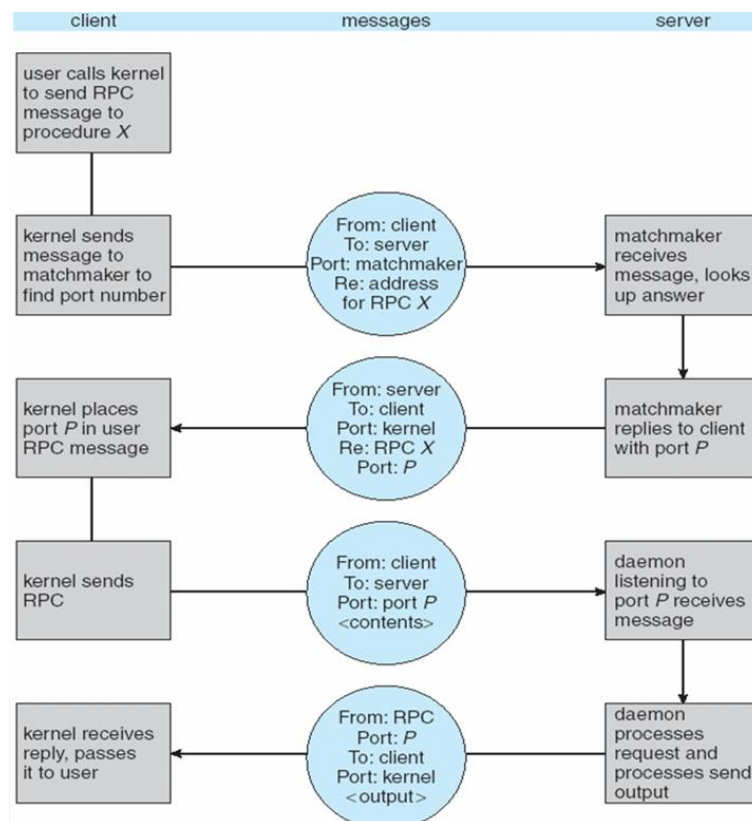 client messages server
user calls kernel
to send RPC
message to
procedure X
kernel sends
message to
matchmaker to
find port number
From: client
To: server
Port: matchmaker
Re: address
for RPC X
matchmaker
receives
message, looks
up answer
kernel places
port P in user
RPC message
From: server
To: client
Port: kernel
Re: RPC X
Port: P
matchmaker
replies to client
with port P
kernel sends
RPC
From: client
To: server
Port: port P
<contents>
daemon
listening to
port P receives
message
kernel receives
reply, passes
it to user
From: RPC
Port: P
To: client
Port: kernel
<output>
daemon
processes
request and
processes send
output